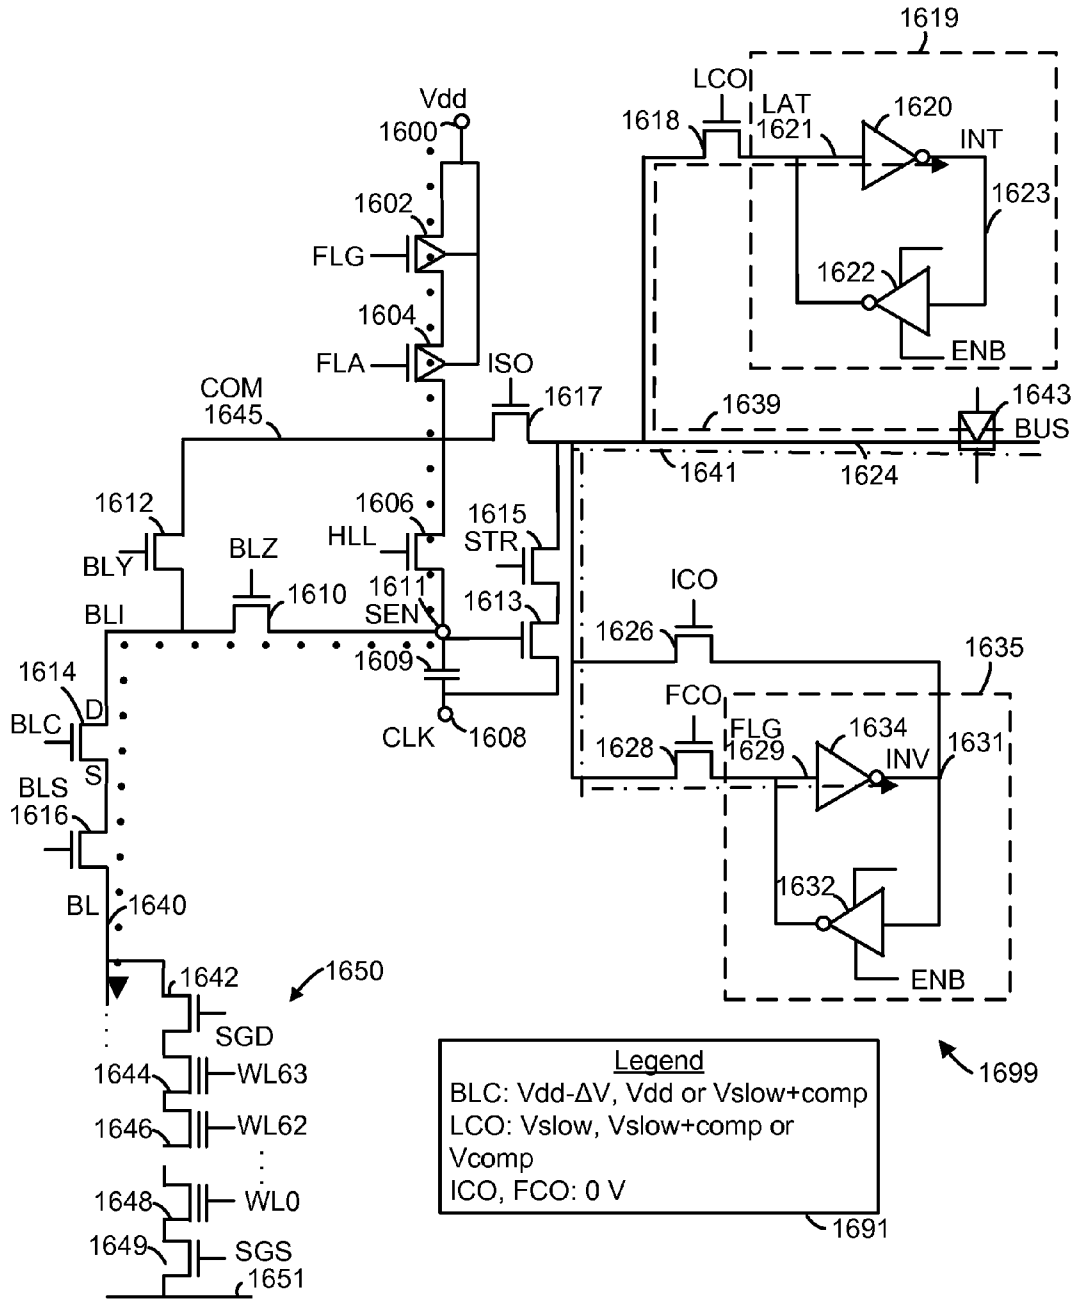 1619
LCO
Vdd
1600
1618
LAT
1621
1620
INT
1623
1602
FLG
1622
1604
FLA
ISO
ENB
COM
1645
1617
1639
1643
BUS
1641
1624
1612
1606
1615
HLL
STR
BLY
BLZ
1611
ICO
BLI
1610
SEN
1613
1609
1626
1635
1614
D
BLC
S
CLK
1608
FCO
1628
FLG
1629
1634
INV
1631
BLS
1616
1632
BL
1640
1642
1650
ENB
SGD
1644
WL63
1646
WL62
1648
WL0
1649
SGS
1651
Legend
BLC: Vdd-ΔV, Vdd or Vslow+comp
LCO: Vslow, Vslow+comp or
Vcomp
ICO, FCO: 0 V
1691
1699